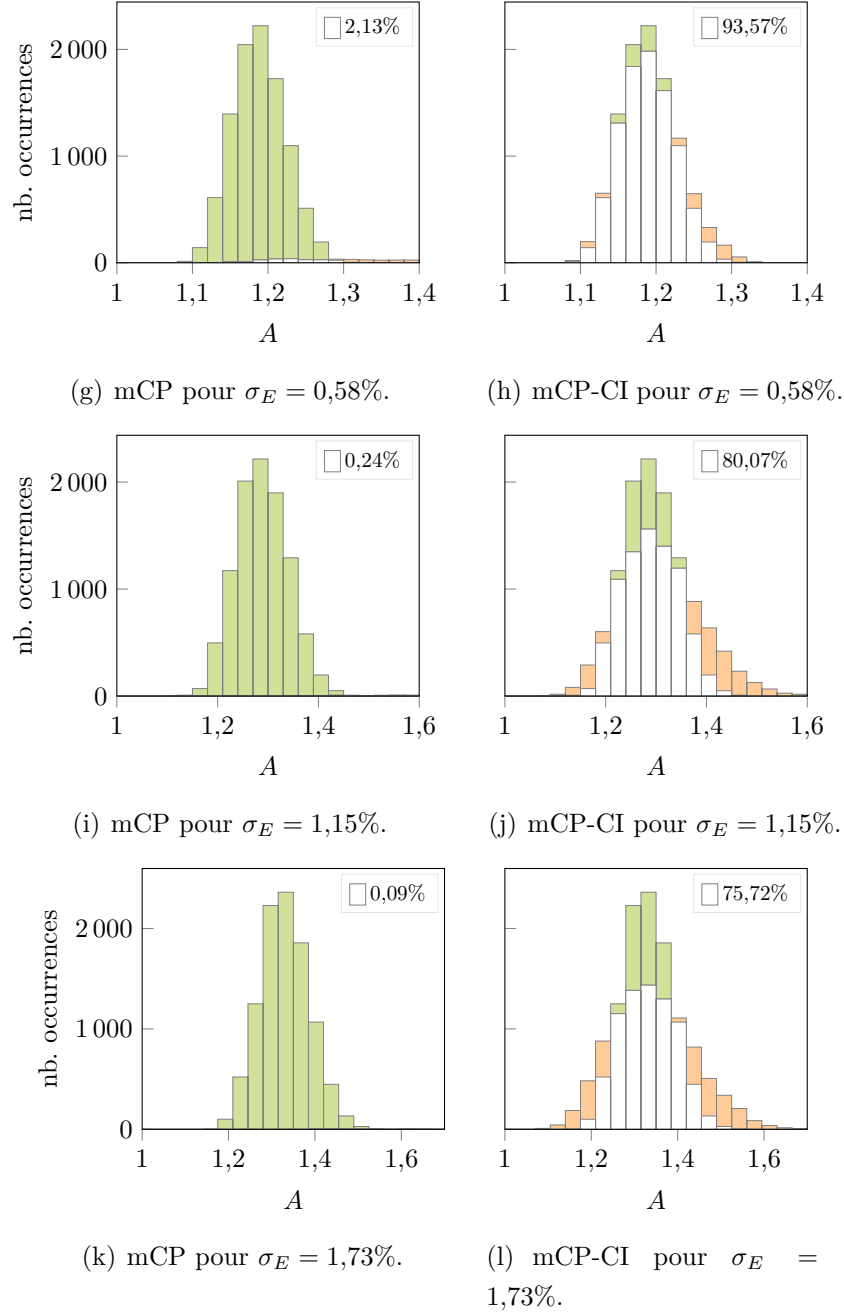 2,13%
2 000
1 000
0
nb. occurrences
1 1,1 1,2 1,3 1,4
A
(g) mCP pour σ_E = 0,58%.
93,57%
1 1,1 1,2 1,3 1,4
A
(h) mCP-CI pour σ_E = 0,58%.
0,24%
2 000
1 000
0
nb. occurrences
1 1,2 1,4 1,6
A
(i) mCP pour σ_E = 1,15%.
80,07%
1 1,2 1,4 1,6
A
(j) mCP-CI pour σ_E = 1,15%.
0,09%
2 000
1 000
0
nb. occurrences
1 1,2 1,4 1,6
A
(k) mCP pour σ_E = 1,73%.
75,72%
1 1,2 1,4 1,6
A
(l) mCP-CI pour σ_E =
1,73%.